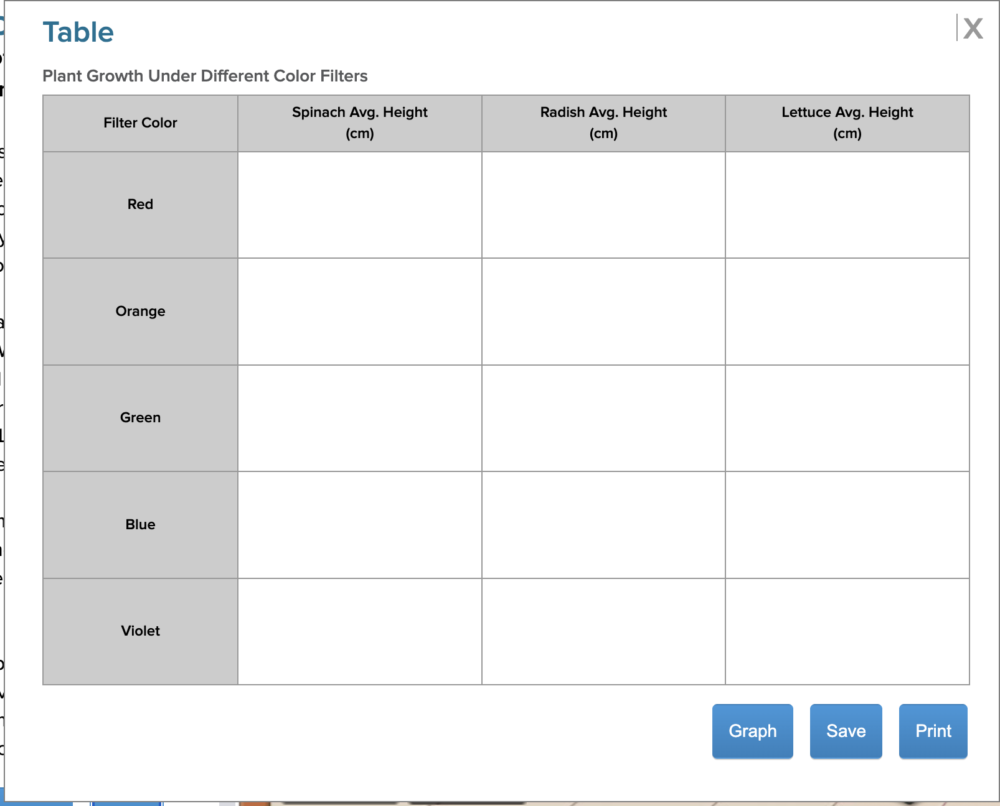 Table
X
Plant Growth Under Different Color Filters
Filter Color
Spinach Avg. Height
(cm)
Radish Avg. Height
(cm)
Lettuce Avg. Height
(cm)
Red
Orange
Green
Blue
Violet
Graph
Save
Print